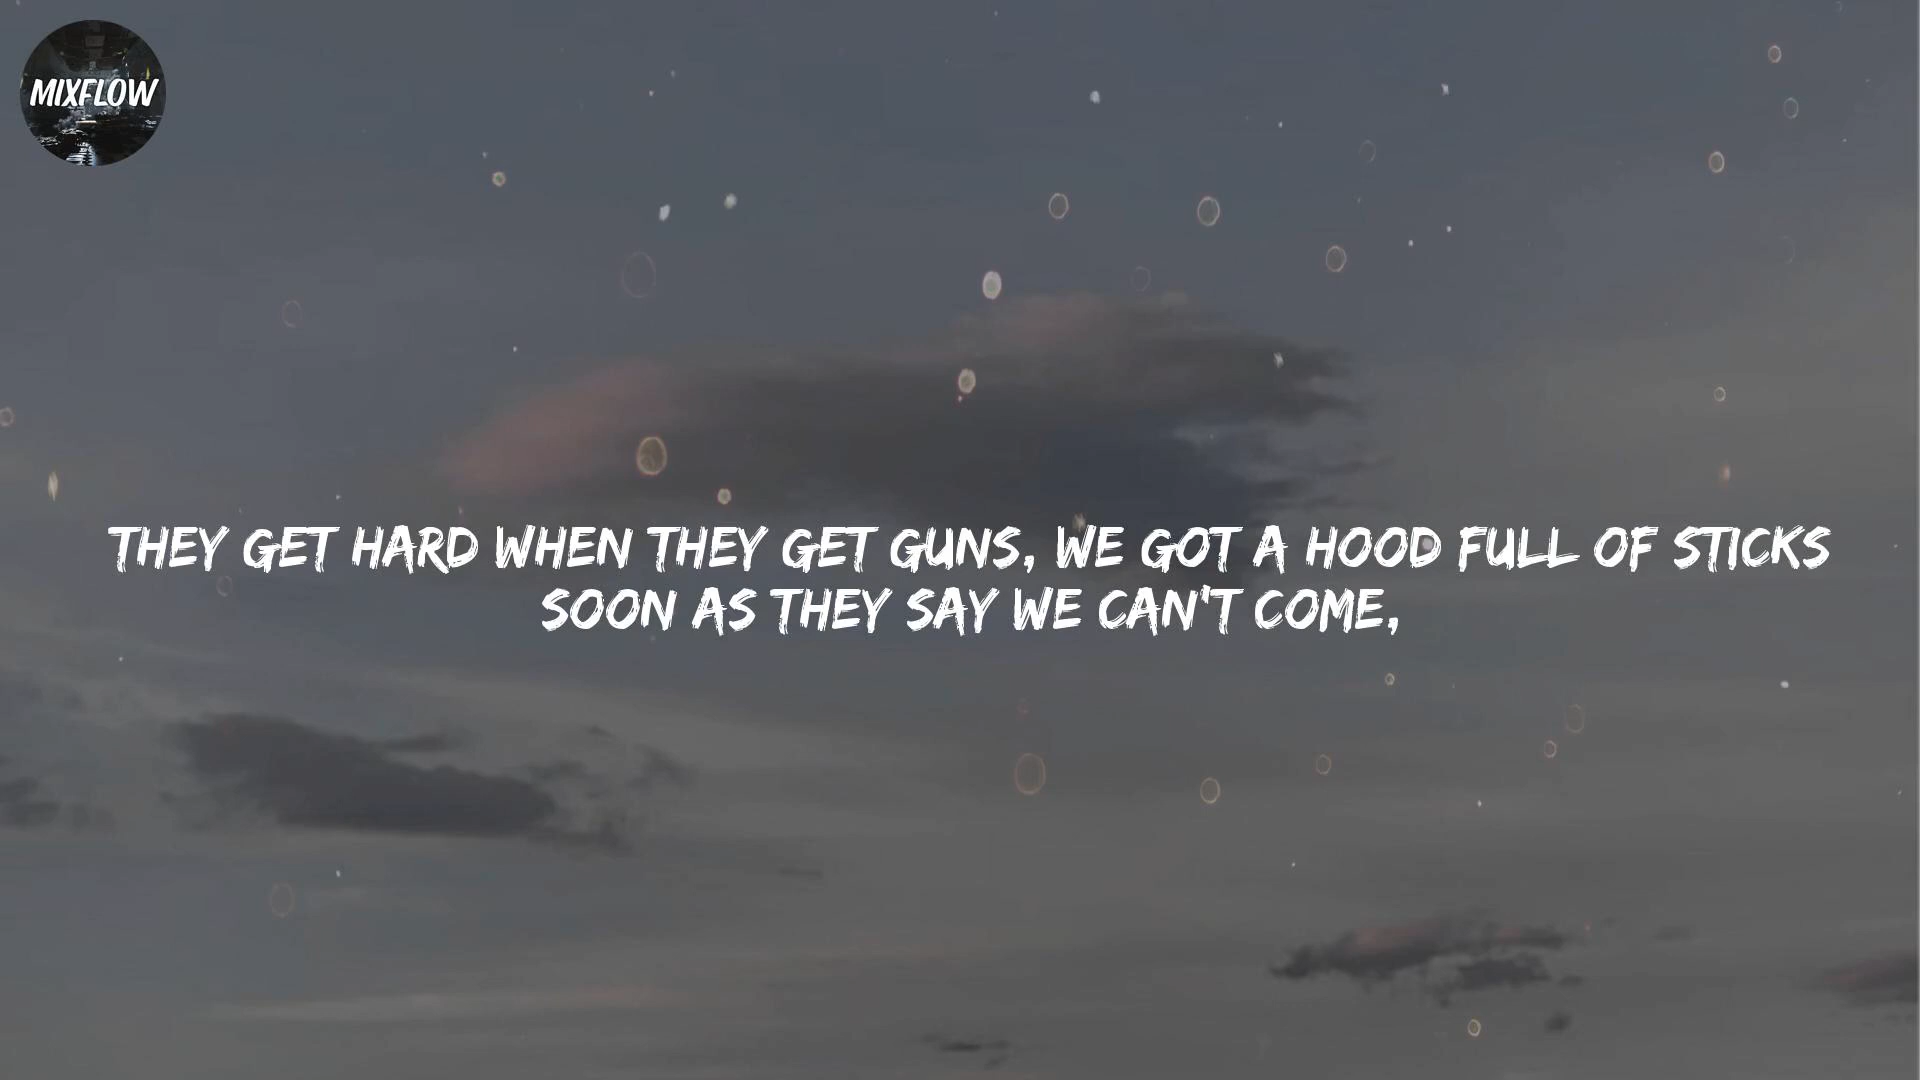 MIXFLOW
THEY GET HARD WHEN THEY GET GUNS, WE GOT A HOOD FULL OF STICKS
SOON AS THEY SAY WE CAN'T COME,